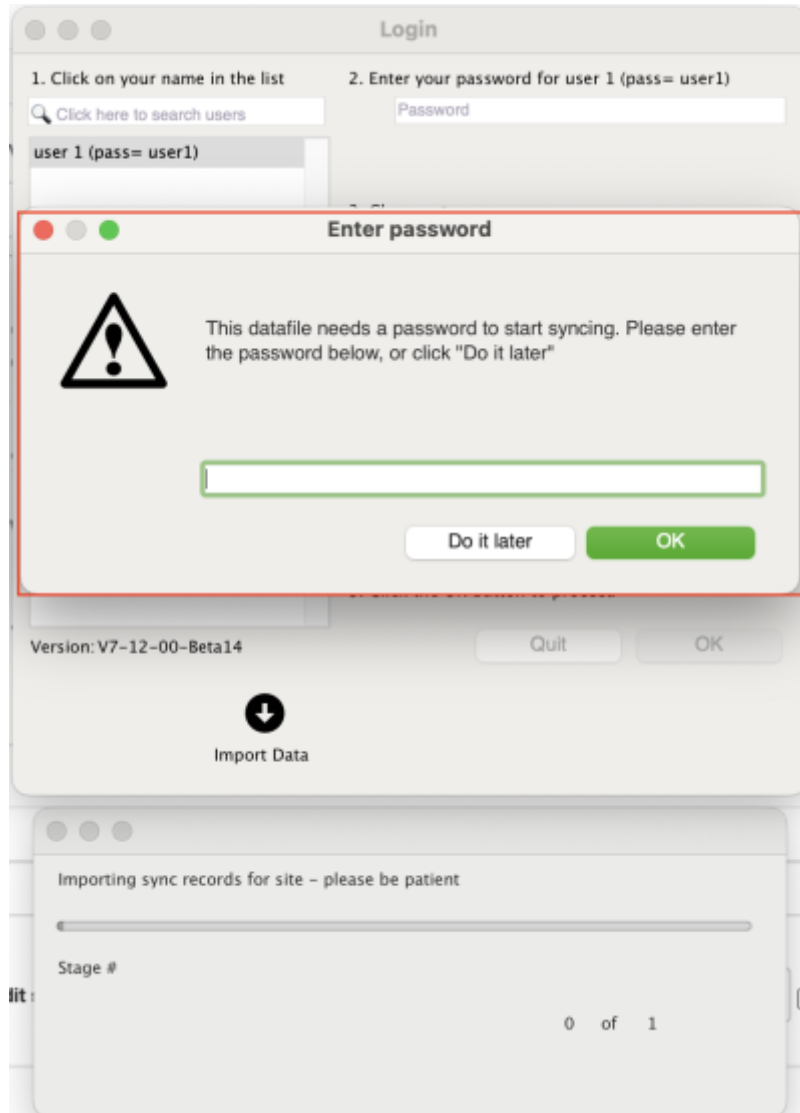 Login
1. Click on your name in the list
2. Enter your password for user 1 (pass= user1)
Click here to search users
Password
user 1 (pass= user1)
Enter password
This datafile needs a password to start syncing. Please enter
the password below, or click "Do it later"
Do it later
OK
Version: V7-12-00-Beta14
Quit
OK
Import Data
Importing sync records for site – please be patient
Stage #
dit
0 of 1